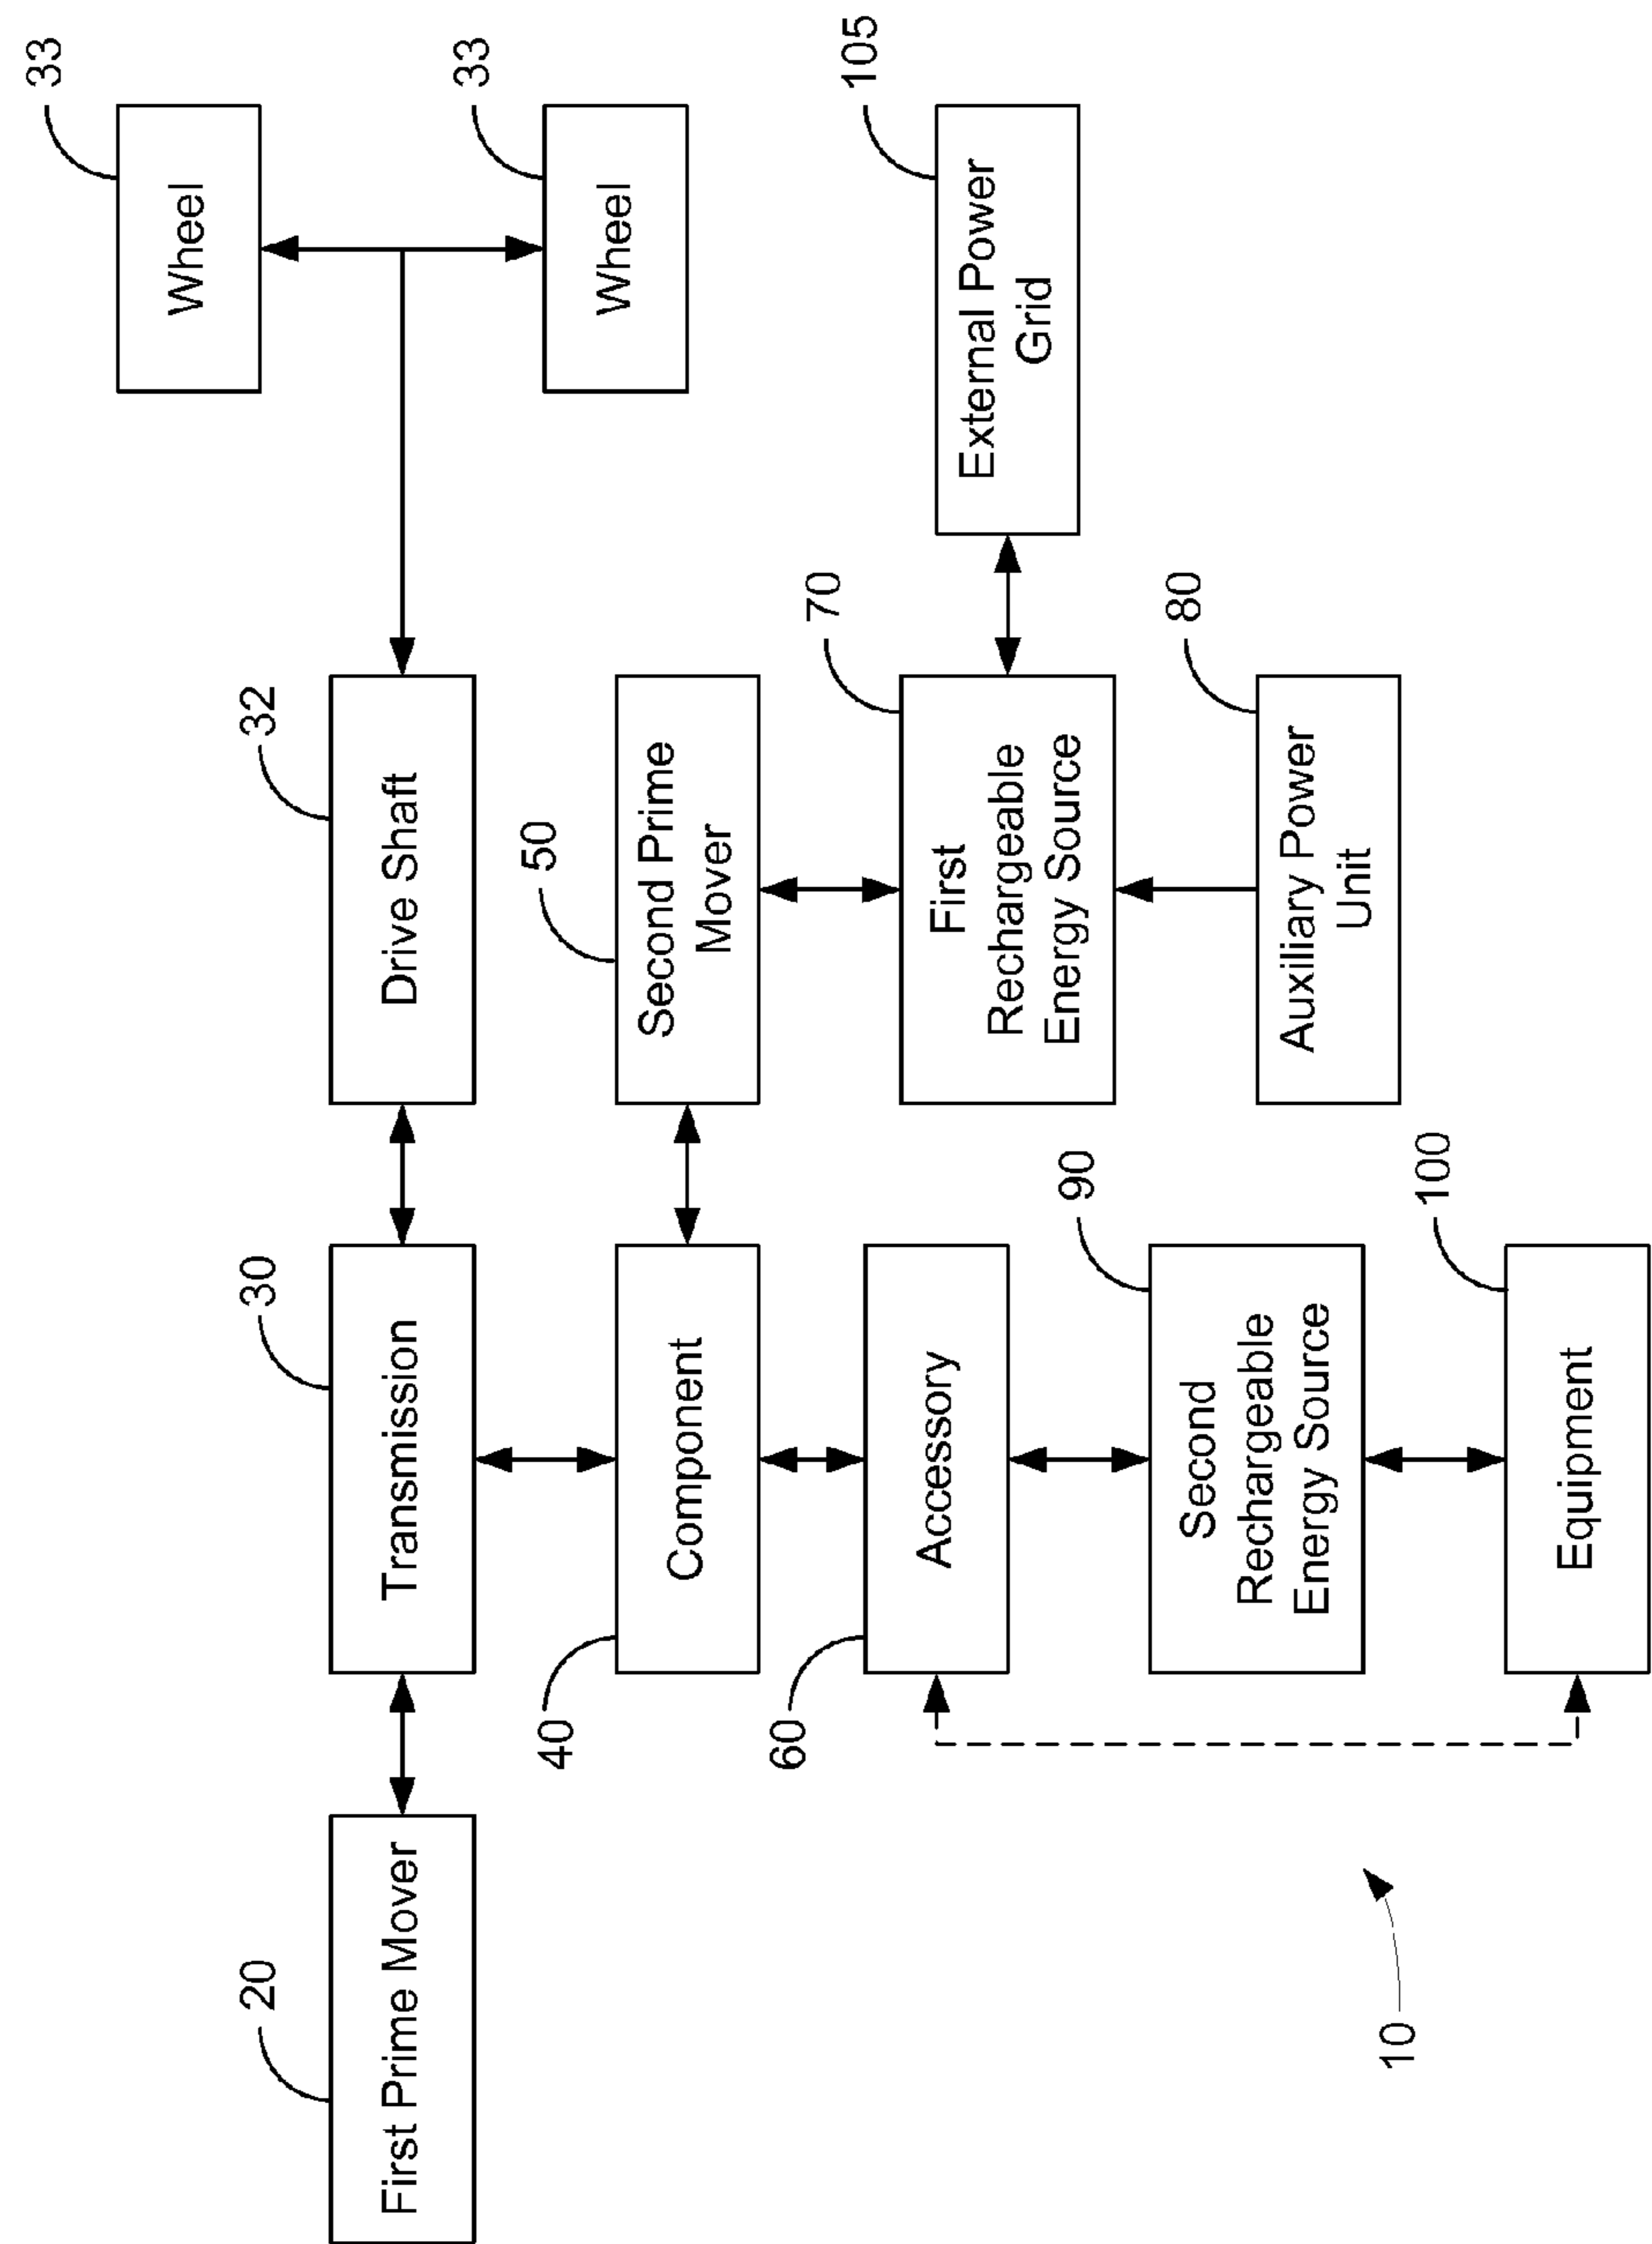 33
Wheel
33
Wheel
20
First Prime Mover
30
Transmission
32
Drive Shaft
40
Component
50
Second Prime
Mover
60
Accessory
70
First
Rechargeable
Energy Source
105
External Power
Grid
90
Second
Rechargeable
Energy Source
80
Auxiliary Power
Unit
100
Equipment
10